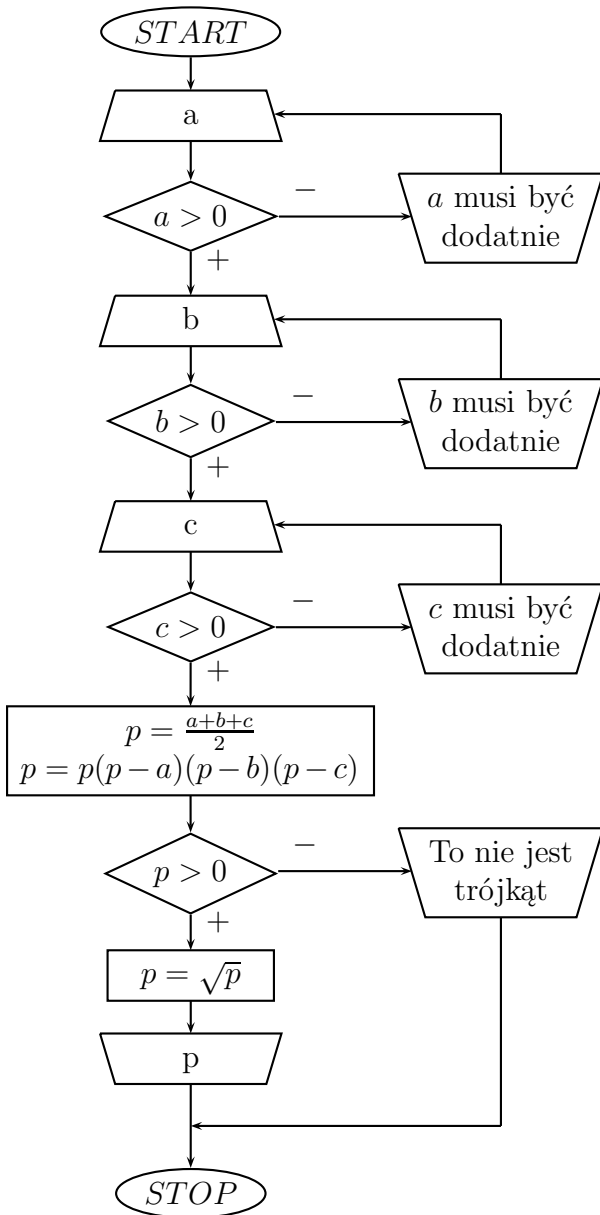 START
a
a > 0
−
a musi być
dodatnie
+
b
b > 0
−
b musi być
dodatnie
+
c
c > 0
−
c musi być
dodatnie
+
p = \frac{a+b+c}{2}
p = p(p − a)(p − b)(p − c)
p > 0
−
To nie jest
trójkąt
+
p = √p
p
STOP